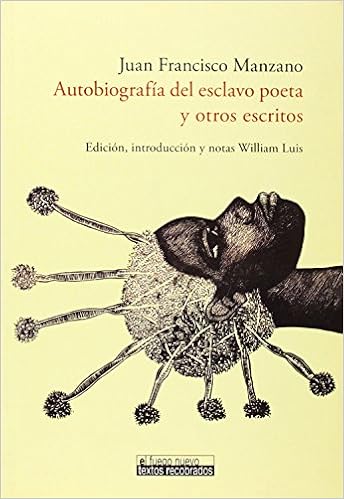 Juan Francisco Manzano
Autobiografía del esclavo poeta
y otros escritos
Edición, introducción y notas William Luis
el fuego nuevo
textos recobrados